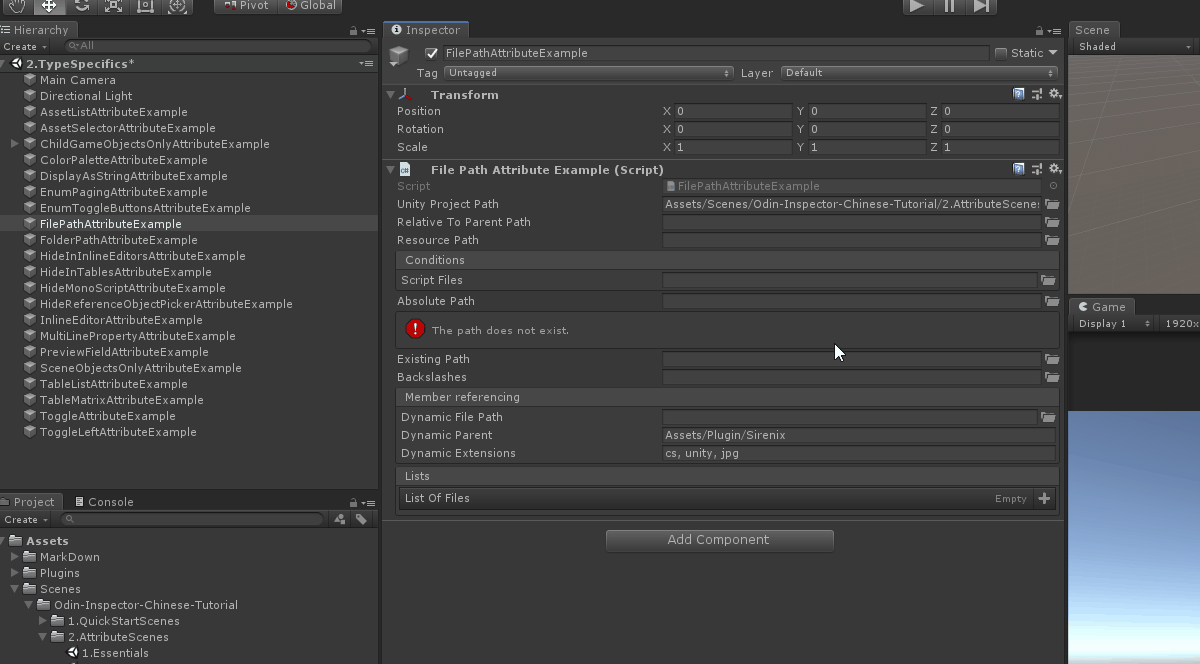 Pivot Global
Hierarchy
Create All
2.TypeSpecifics*
Main Camera
Directional Light
AssetListAttributeExample
AssetSelectorAttributeExample
ChildGameObjectsOnlyAttributeExample
ColorPaletteAttributeExample
DisplayAsStringAttributeExample
EnumPagingAttributeExample
EnumToggleButtonsAttributeExample
FilePathAttributeExample
FolderPathAttributeExample
HideInInlineEditorsAttributeExample
HideInTablesAttributeExample
HideMonoScriptAttributeExample
HideReferenceObjectPickerAttributeExample
InlineEditorAttributeExample
MultiLinePropertyAttributeExample
PreviewFieldAttributeExample
SceneObjectsOnlyAttributeExample
TableListAttributeExample
TableMatrixAttributeExample
ToggleAttributeExample
ToggleLeftAttributeExample
Project Console
Create
Assets
MarkDown
Plugins
Scenes
Odin-Inspector-Chinese-Tutorial
1.QuickStartScenes
2.AttributeScenes
1.Essentials
Inspector
FilePathAttributeExample Static
Tag Untagged Layer Default
Transform
Position X 0 Y 0 Z 0
Rotation X 0 Y 0 Z 0
Scale X 1 Y 1 Z 1
File Path Attribute Example (Script)
Script FilePathAttributeExample
Unity Project Path Assets/Scenes/Odin-Inspector-Chinese-Tutorial/2.AttributeScenes
Relative To Parent Path
Resource Path
Conditions
Script Files
Absolute Path
The path does not exist.
Existing Path
Backslashes
Member referencing
Dynamic File Path
Dynamic Parent Assets/Plugin/Sirenix
Dynamic Extensions cs, unity, jpg
Lists
List Of Files Empty
Add Component
Scene
Shaded
Game
Display 1 1920x